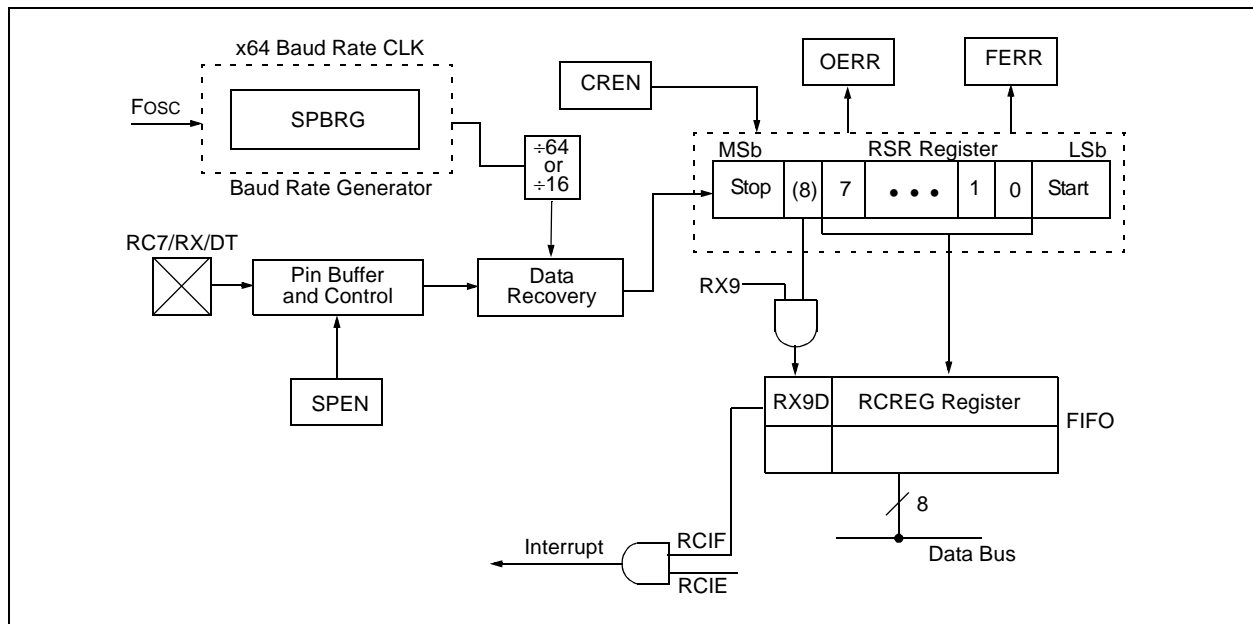 x64 Baud Rate CLK
FOSC
SPBRG
Baud Rate Generator
÷64
or
÷16
CREN
OERR
FERR
MSb
RSR Register
LSb
Stop
(8)
7
• • •
1
0
Start
RC7/RX/DT
Pin Buffer
and Control
Data
Recovery
SPEN
RX9
RX9D
RCREG Register
FIFO
8
Data Bus
Interrupt
RCIF
RCIE